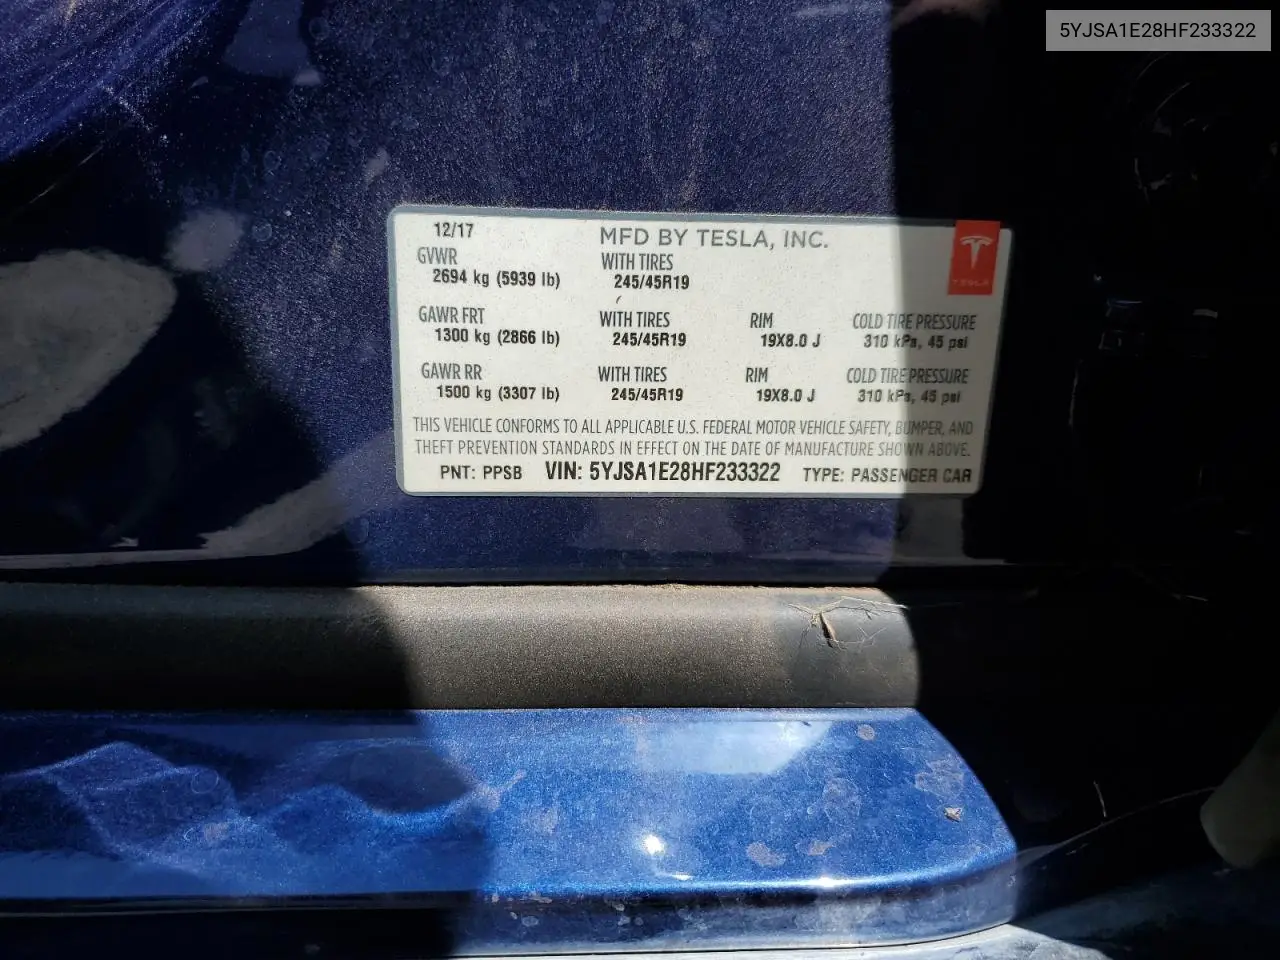 5YJSA1E28HF233322
12/17 MFD BY TESLA, INC.
GVWR WITH TIRES
2694 kg (5939 lb) 245/45R19
TESLA
GAWR FRT WITH TIRES RIM COLD TIRE PRESSURE
1300 kg (2866 lb) 245/45R19 19X8.0 J 310 kPa, 45 psi
GAWR RR WITH TIRES RIM COLD TIRE PRESSURE
1500 kg (3307 lb) 245/45R19 19X8.0 J 310 kPa, 45 psi
THIS VEHICLE CONFORMS TO ALL APPLICABLE U.S. FEDERAL MOTOR VEHICLE SAFETY, BUMPER, AND
THEFT PREVENTION STANDARDS IN EFFECT ON THE DATE OF MANUFACTURE SHOWN ABOVE.
PNT: PPSB VIN: 5YJSA1E28HF233322 TYPE: PASSENGER CAR